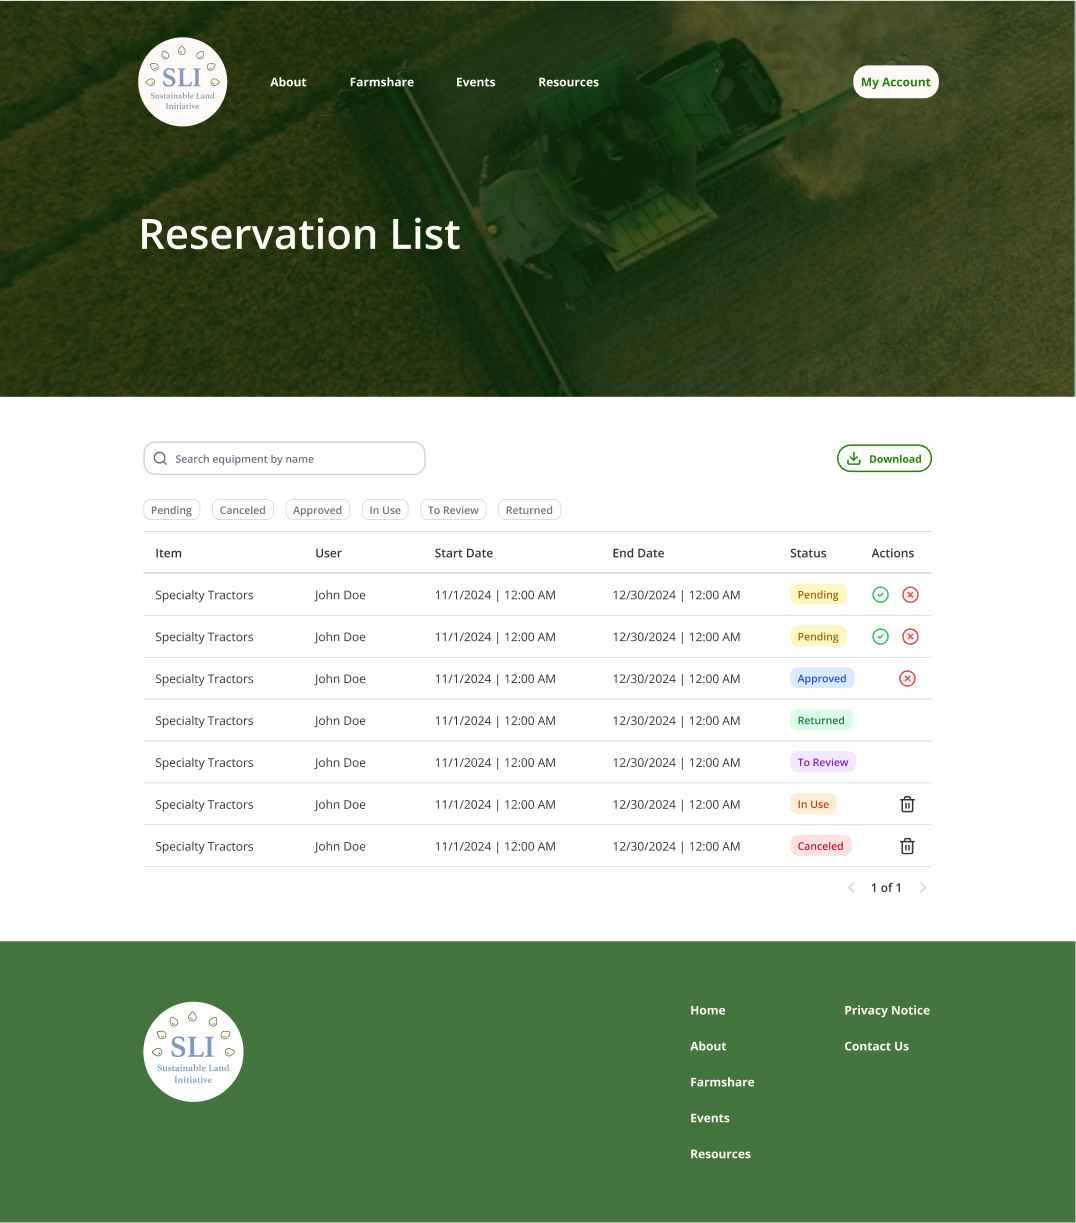 SLI
Sustainable Land
Initiative
About Farmshare Events Resources My Account
Reservation List
Search equipment by name Download
Pending Canceled Approved In Use To Review Returned
Item User Start Date End Date Status Actions
Specialty Tractors John Doe 11/1/2024 | 12:00 AM 12/30/2024 | 12:00 AM Pending
Specialty Tractors John Doe 11/1/2024 | 12:00 AM 12/30/2024 | 12:00 AM Pending
Specialty Tractors John Doe 11/1/2024 | 12:00 AM 12/30/2024 | 12:00 AM Approved
Specialty Tractors John Doe 11/1/2024 | 12:00 AM 12/30/2024 | 12:00 AM Returned
Specialty Tractors John Doe 11/1/2024 | 12:00 AM 12/30/2024 | 12:00 AM To Review
Specialty Tractors John Doe 11/1/2024 | 12:00 AM 12/30/2024 | 12:00 AM In Use
Specialty Tractors John Doe 11/1/2024 | 12:00 AM 12/30/2024 | 12:00 AM Canceled
1 of 1
SLI
Sustainable Land
Initiative
Home Privacy Notice
About Contact Us
Farmshare
Events
Resources